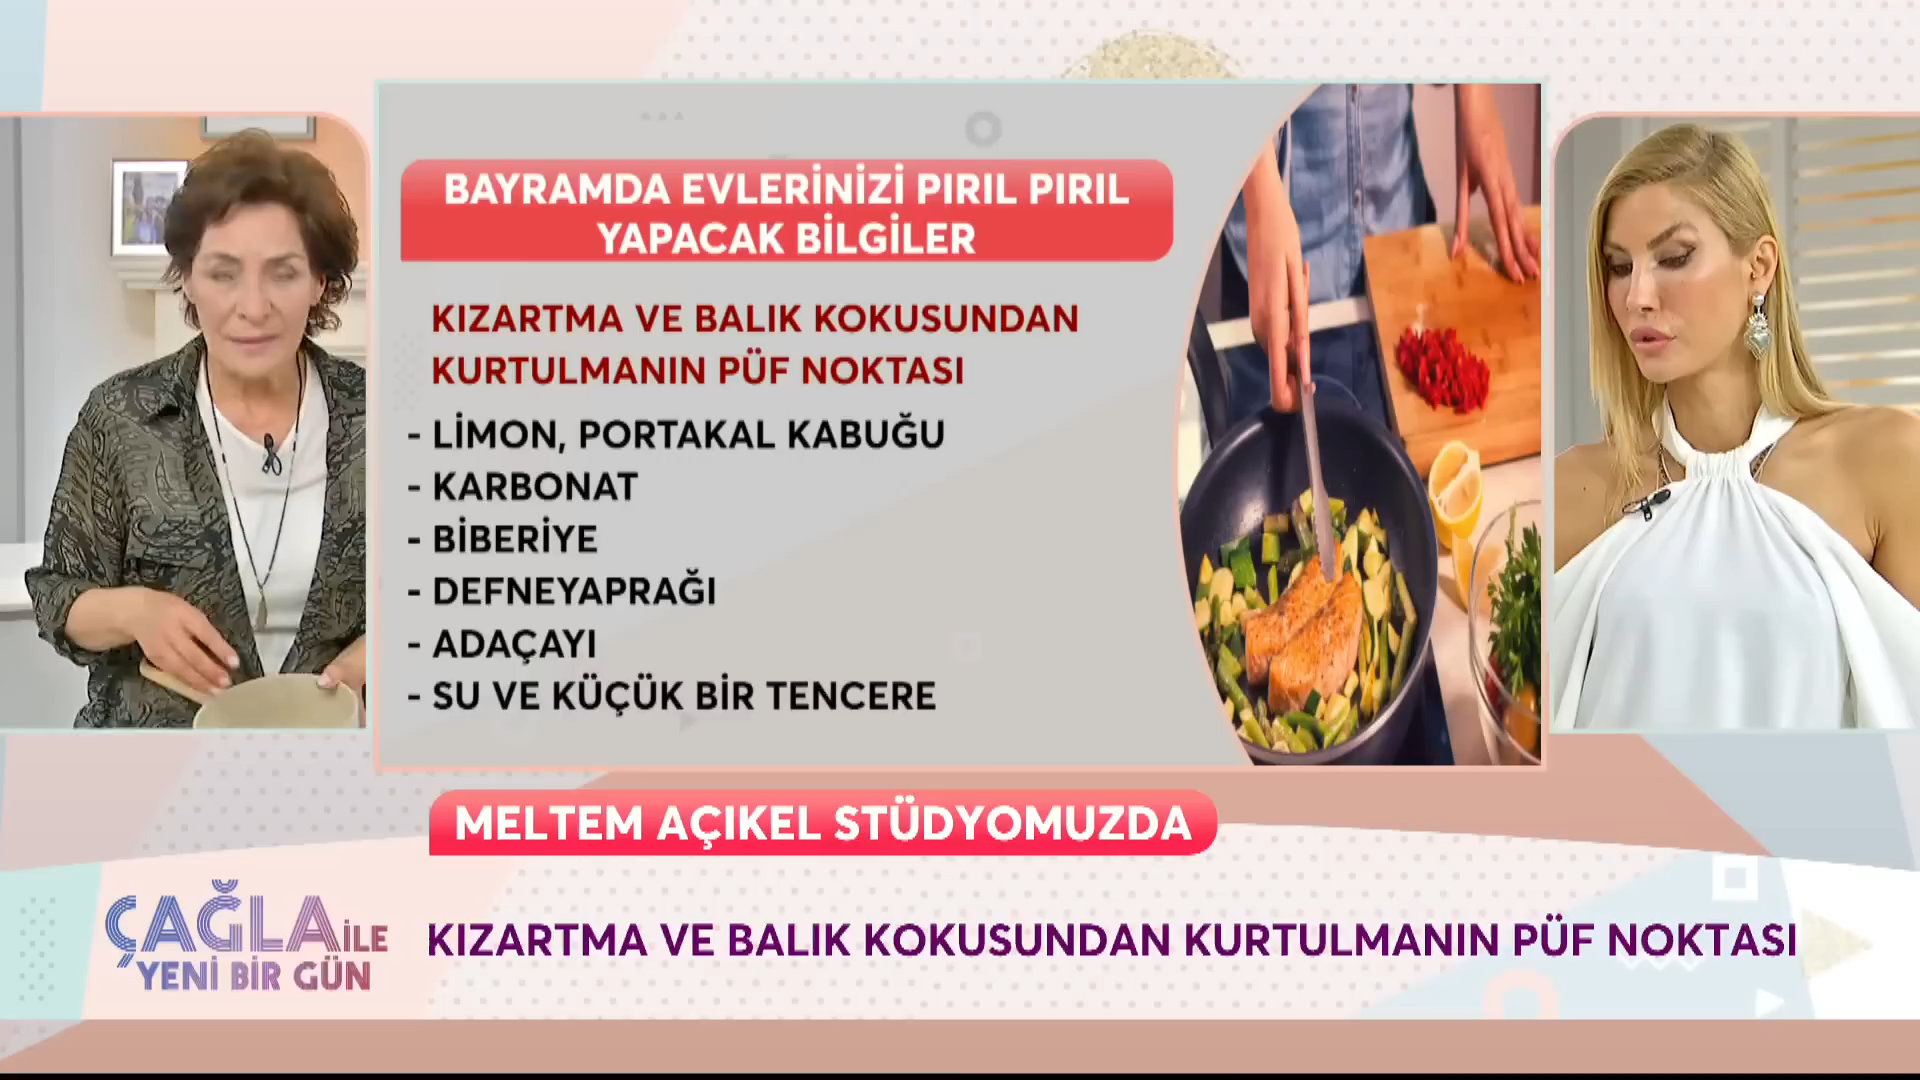 BAYRAMDA EVLERİNİZİ PIRIL PIRIL
YAPACAK BİLGİLER
KIZARTMA VE BALIK KOKUSUNDAN
KURTULMANIN PÜF NOKTASI
- LİMON, PORTAKAL KABUĞU
- KARBONAT
- BİBERİYE
- DEFNEYAPRAĞI
- ADAÇAYI
- SU VE KÜÇÜK BİR TENCERE
MELTEM AÇIKEL STÜDYOMUZDA
ÇAĞLA İLE
YENİ BİR GÜN
KIZARTMA VE BALIK KOKUSUNDAN KURTULMANIN PÜF NOKTASI